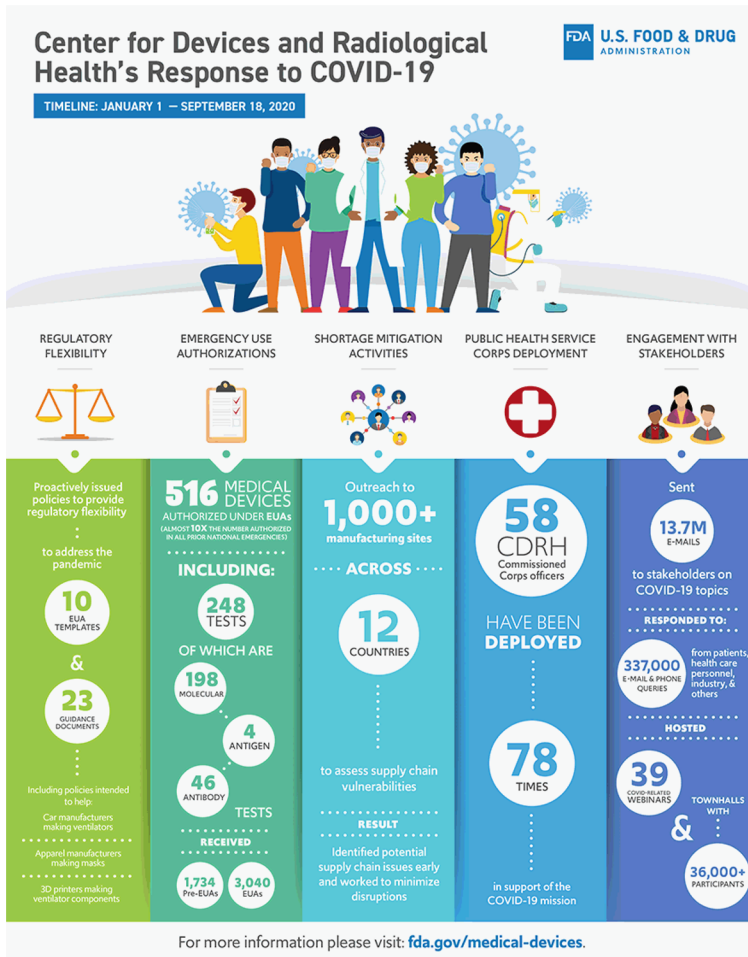 Center for Devices and Radiological
Health's Response to COVID-19
FDA U.S. FOOD & DRUG
ADMINISTRATION
TIMELINE: JANUARY 1 — SEPTEMBER 18, 2020
REGULATORY
FLEXIBILITY
Proactively issued
policies to provide
regulatory flexibility
to address the
pandemic
10
EUA
TEMPLATES
&
23
GUIDANCE
DOCUMENTS
Including policies intended
to help:
Car manufacturers
making ventilators
Apparel manufacturers
making masks
3D printers making
ventilator components
EMERGENCY USE
AUTHORIZATIONS
516 MEDICAL
DEVICES
AUTHORIZED UNDER EUAs
(ALMOST 10X THE NUMBER AUTHORIZED
IN ALL PRIOR NATIONAL EMERGENCIES)
INCLUDING:
248
TESTS
OF WHICH ARE
198
MOLECULAR
4
ANTIGEN
46
ANTIBODY
TESTS
RECEIVED
1,734
Pre-EUAs
3,040
EUAs
SHORTAGE MITIGATION
ACTIVITIES
Outreach to
1,000+
manufacturing sites
ACROSS
12
COUNTRIES
to assess supply chain
vulnerabilities
RESULT
Identified potential
supply chain issues early
and worked to minimize
disruptions
PUBLIC HEALTH SERVICE
CORPS DEPLOYMENT
58
CDRH
Commissioned
Corps officers
HAVE BEEN
DEPLOYED
78
TIMES
in support of the
COVID-19 mission
ENGAGEMENT WITH
STAKEHOLDERS
Sent
13.7M
E-MAILS
to stakeholders on
COVID-19 topics
RESPONDED TO:
337,000
E-MAIL & PHONE
QUERIES
from patients,
health care
personnel,
industry, &
others
HOSTED
39
COVID-RELATED
WEBINARS
&
TOWNHALLS
WITH
36,000+
PARTICIPANTS
For more information please visit: fda.gov/medical-devices.